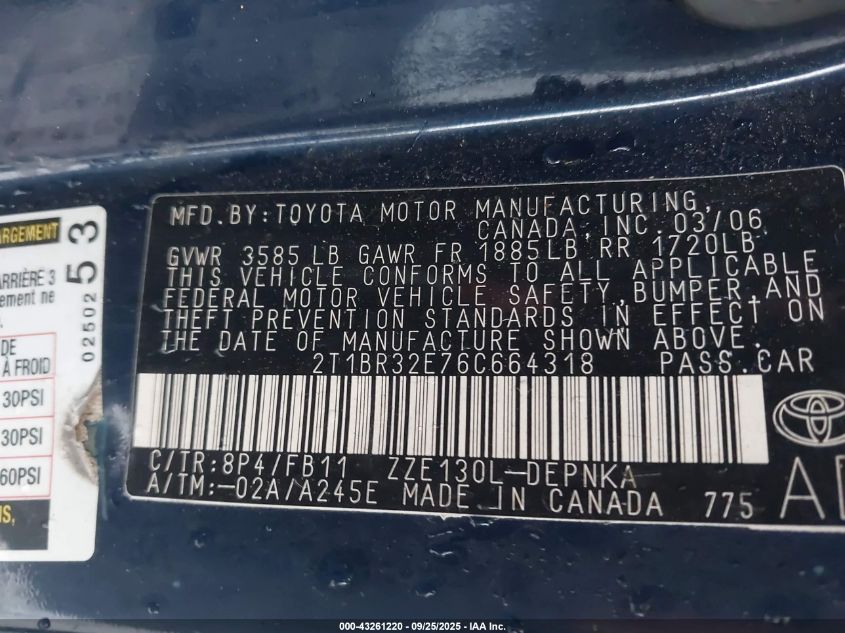 ARGEMENT
ARRIÈRE 3
ement ne
DE
À FROID
30PSI
30PSI
60PSI
NS,
02502 53
MFD. BY: TOYOTA MOTOR MANUFACTURING,
CANADA, INC. 03/06
GVWR 3585 LB GAWR FR 1885LB RR 1720LB
THIS VEHICLE CONFORMS TO ALL APPLICABLE
FEDERAL MOTOR VEHICLE SAFETY, BUMPER, AND
THEFT PREVENTION STANDARDS IN EFFECT ON
THE DATE OF MANUFACTURE SHOWN ABOVE.
2T1BR32E76C664318 PASS. CAR
C/TR: 8P4/FB11 ZZE130L-DEPNKA
A/TM: -02A/A245E MADE IN CANADA 775
000-43261220 - 09/25/2025 - IAA Inc.